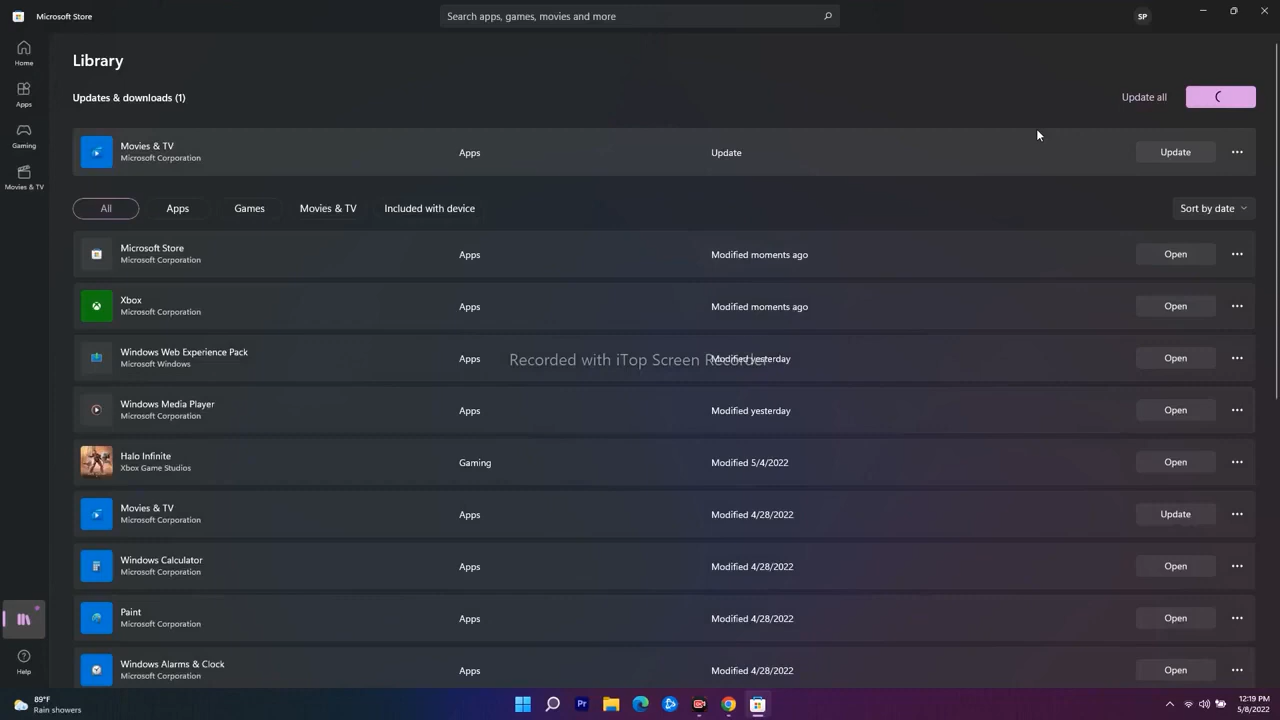 Microsoft Store
Search apps, games, movies and more
SP
Home
Apps
Gaming
Movies & TV
Help
Library
Updates & downloads (1)
Update all
Movies & TV
Microsoft Corporation
Apps
Update
Update
All
Apps
Games
Movies & TV
Included with device
Sort by date
Microsoft Store
Microsoft Corporation
Apps
Modified moments ago
Open
Xbox
Microsoft Corporation
Apps
Modified moments ago
Open
Windows Web Experience Pack
Microsoft Windows
Apps
Modified yesterday
Open
Recorded with iTop Screen Recorder
Windows Media Player
Microsoft Corporation
Apps
Modified yesterday
Open
Halo Infinite
Xbox Game Studios
Gaming
Modified 5/4/2022
Open
Movies & TV
Microsoft Corporation
Apps
Modified 4/28/2022
Update
Windows Calculator
Microsoft Corporation
Apps
Modified 4/28/2022
Open
Paint
Microsoft Corporation
Apps
Modified 4/28/2022
Open
Windows Alarms & Clock
Microsoft Corporation
Apps
Modified 4/28/2022
Open
89°F
Rain showers
Pr
12:19 PM
5/8/2022